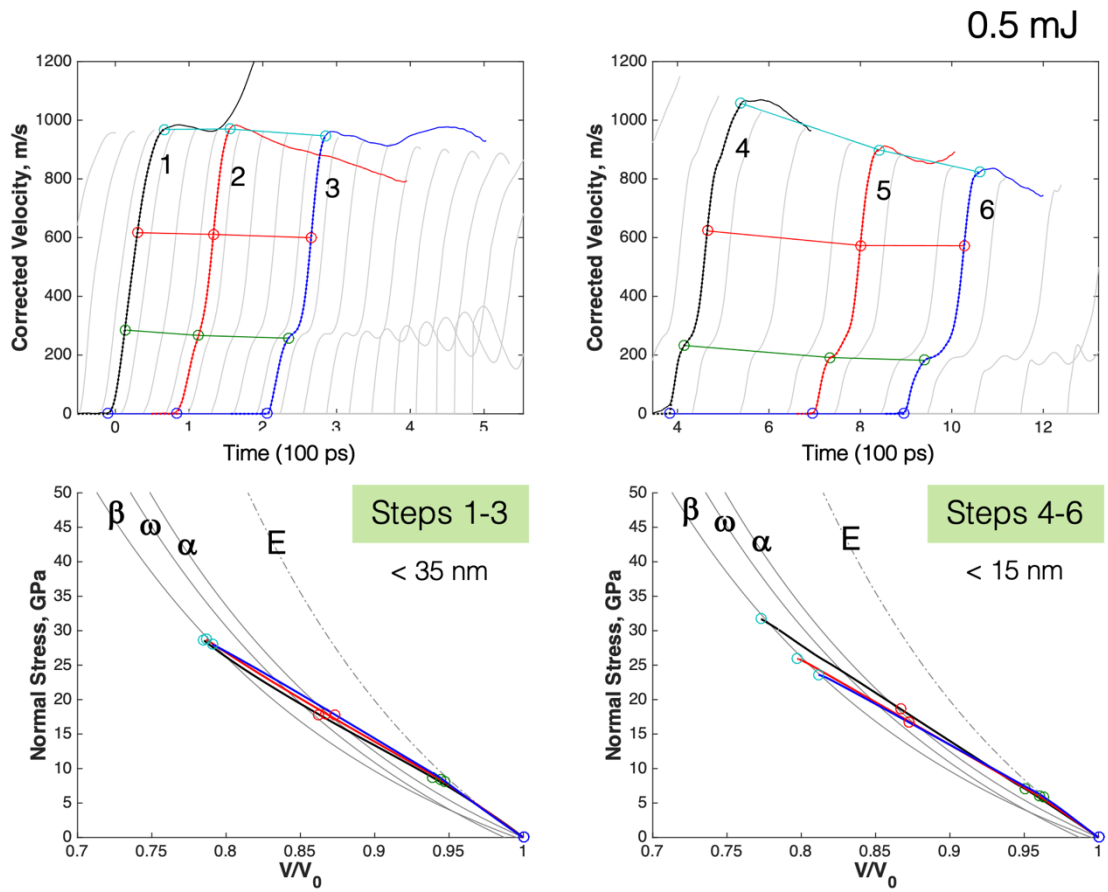 0.5 mJ
1200
1000
800
600
400
200
0
Corrected Velocity, m/s
1
2
3
0 1 2 3 4 5
Time (100 ps)
1200
1000
800
600
400
200
0
Corrected Velocity, m/s
4
5
6
4 6 8 10 12
Time (100 ps)
50
45
40
35
30
25
20
15
10
5
0
Normal Stress, GPa
β ω α E
Steps 1-3
< 35 nm
0.7 0.75 0.8 0.85 0.9 0.95 1
V/V0
50
45
40
35
30
25
20
15
10
5
0
Normal Stress, GPa
β ω α E
Steps 4-6
< 15 nm
0.7 0.75 0.8 0.85 0.9 0.95 1
V/V0